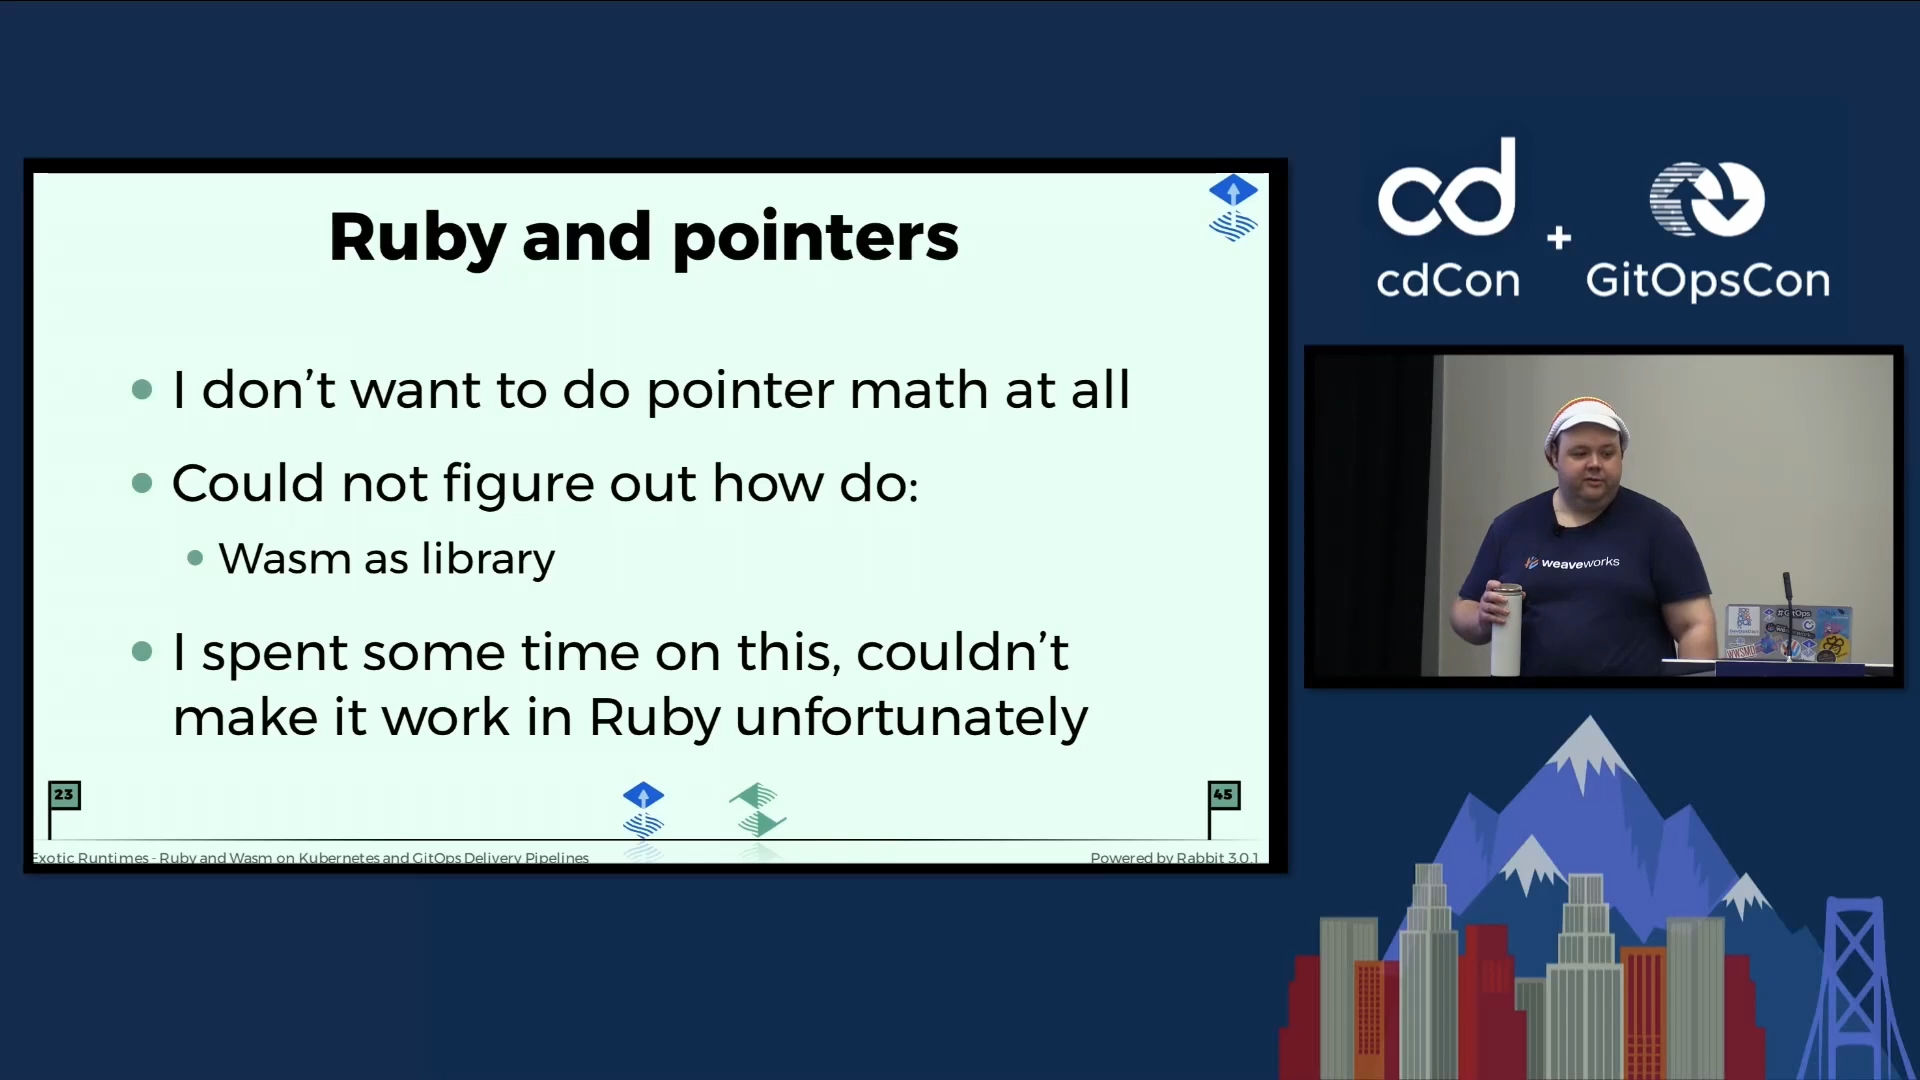 Ruby and pointers
I don't want to do pointer math at all
Could not figure out how do:
Wasm as library
I spent some time on this, couldn't
make it work in Ruby unfortunately
23
45
Exotic Runtimes - Ruby and Wasm on Kubernetes and GitOps Delivery Pipelines
Powered by Rabbit 3.0.1
cd
+
cdCon
GitOpsCon
weaveworks
#GitOps